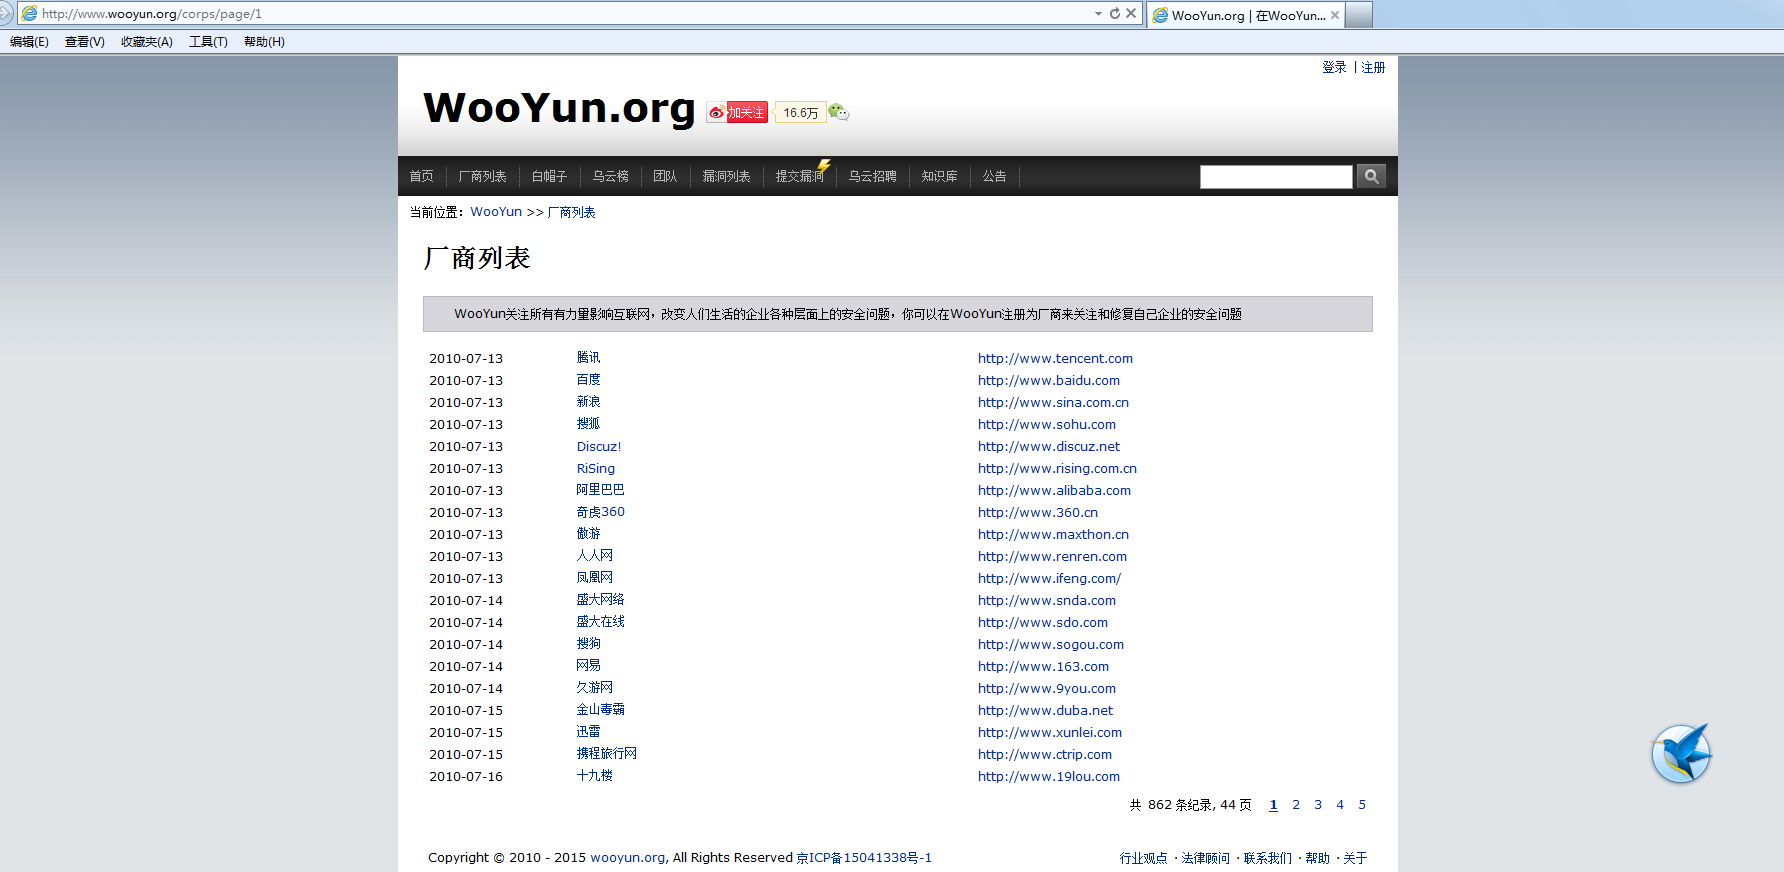 http://www.wooyun.org/corps/page/1
WooYun.org | 在WooYun...
编辑(E) 查看(V) 收藏夹(A) 工具(T) 帮助(H)
登录 | 注册
WooYun.org 加关注 16.6万
首页 厂商列表 白帽子 乌云榜 团队 漏洞列表 提交漏洞 乌云招聘 知识库 公告
当前位置：WooYun >> 厂商列表
厂商列表
WooYun关注所有有力量影响互联网，改变人们生活的企业各种层面上的安全问题，你可以在WooYun注册为厂商来关注和修复自己企业的安全问题
2010-07-13 腾讯 http://www.tencent.com
2010-07-13 百度 http://www.baidu.com
2010-07-13 新浪 http://www.sina.com.cn
2010-07-13 搜狐 http://www.sohu.com
2010-07-13 Discuz! http://www.discuz.net
2010-07-13 RiSing http://www.rising.com.cn
2010-07-13 阿里巴巴 http://www.alibaba.com
2010-07-13 奇虎360 http://www.360.cn
2010-07-13 傲游 http://www.maxthon.cn
2010-07-13 人人网 http://www.renren.com
2010-07-13 凤凰网 http://www.ifeng.com/
2010-07-14 盛大网络 http://www.snda.com
2010-07-14 盛大在线 http://www.sdo.com
2010-07-14 搜狗 http://www.sogou.com
2010-07-14 网易 http://www.163.com
2010-07-14 久游网 http://www.9you.com
2010-07-15 金山毒霸 http://www.duba.net
2010-07-15 迅雷 http://www.xunlei.com
2010-07-15 携程旅行网 http://www.ctrip.com
2010-07-16 十九楼 http://www.19lou.com
共 862 条纪录, 44 页 1 2 3 4 5
Copyright © 2010 - 2015 wooyun.org, All Rights Reserved 京ICP备15041338号-1
行业观点 · 法律顾问 · 联系我们 · 帮助 · 关于